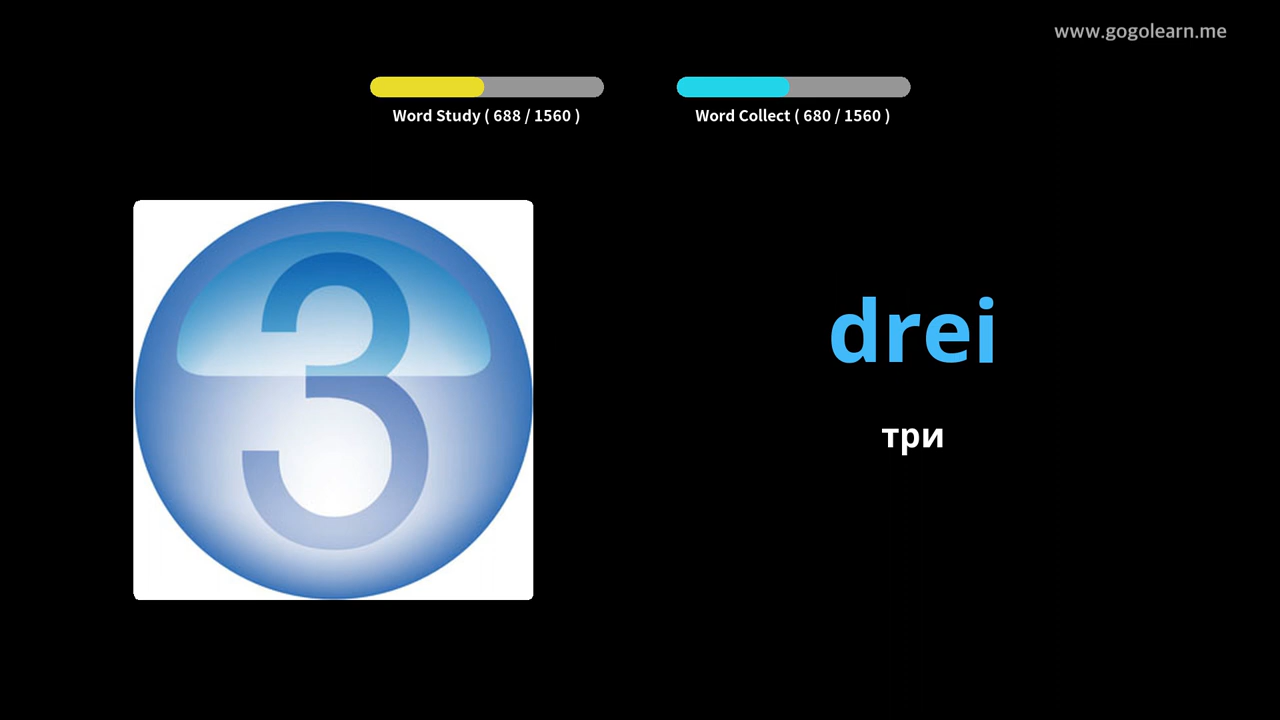 www.gogolearn.me
Word Study ( 688 / 1560 )
Word Collect ( 680 / 1560 )
3
drei
три